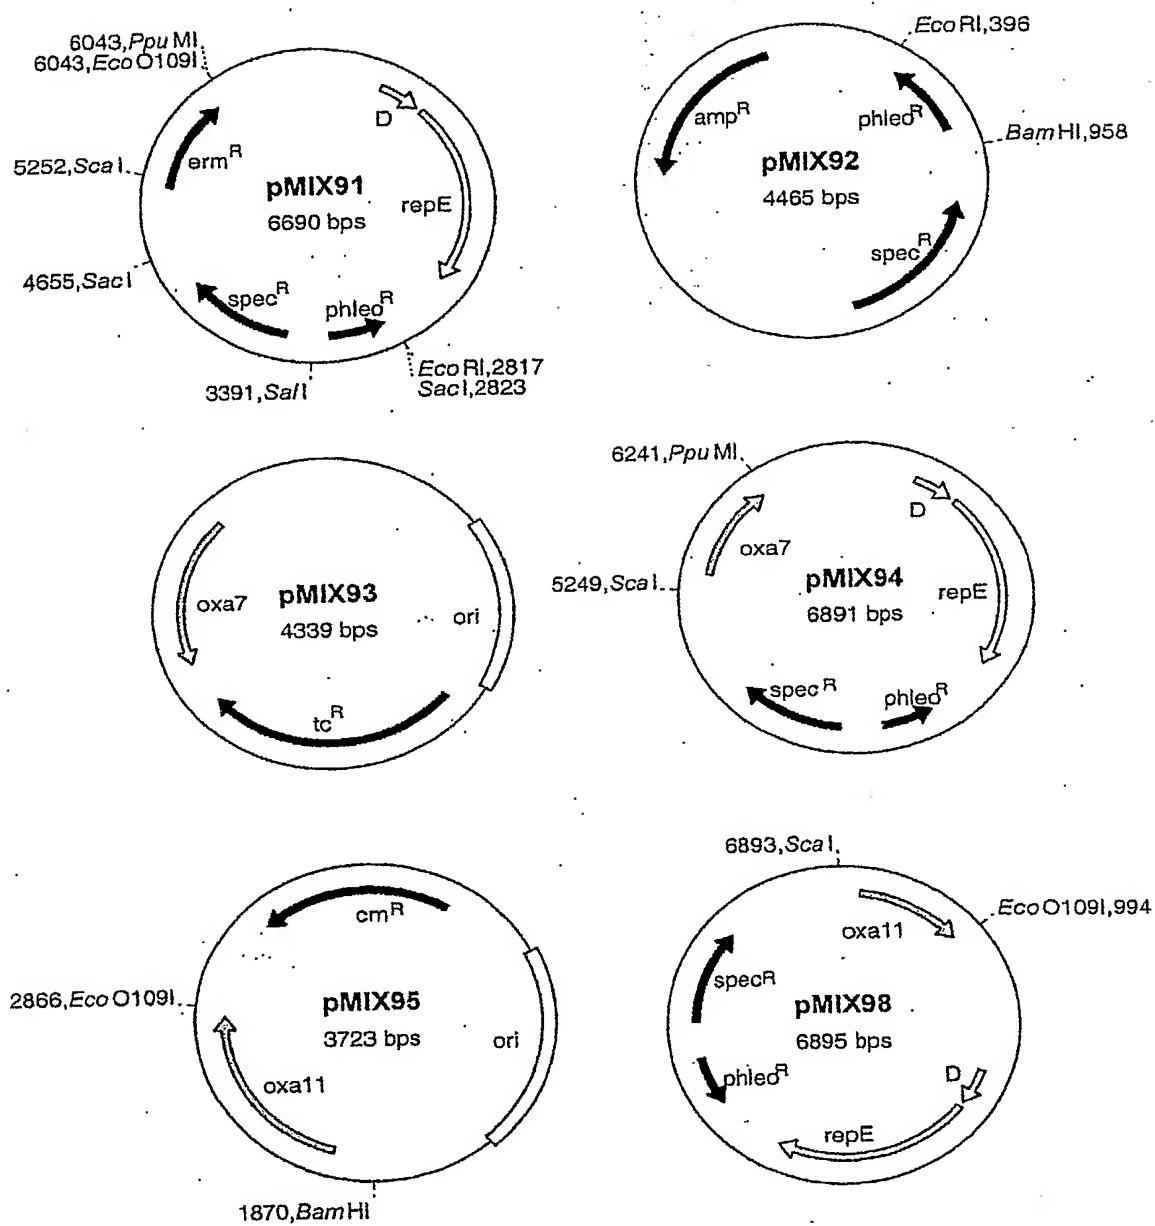 6043,PpuMI
6043,EcoO109I
D
ermR
5252,ScaI
pMIX91
6690 bps
repE
4655,SacI
specR
phleoR
EcoRI,2817
SacI,2823
3391,SalI
EcoRI,396
ampR
phleoR
BamHI,958
pMIX92
4465 bps
specR
oxa7
pMIX93
4339 bps
ori
tcR
6241,PpuMI
D
oxa7
5249,ScaI
pMIX94
6891 bps
repE
specR
phleoR
cmR
2866,EcoO109I
pMIX95
3723 bps
ori
oxa11
1870,BamHI
6893,ScaI
EcoO109I,994
oxa11
specR
pMIX98
6895 bps
phleoR
D
repE